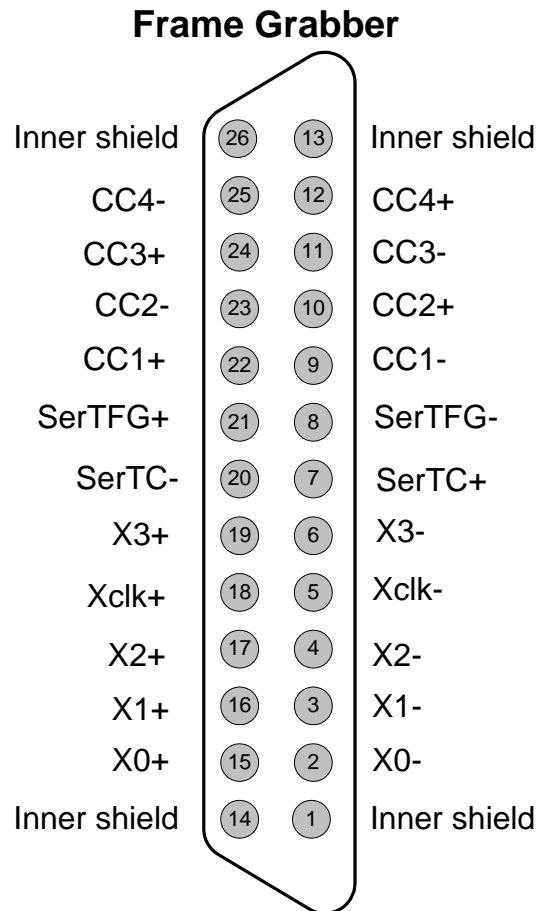 Frame Grabber
Inner shield 26 13 Inner shield
CC4- 25 12 CC4+
CC3+ 24 11 CC3-
CC2- 23 10 CC2+
CC1+ 22 9 CC1-
SerTFG+ 21 8 SerTFG-
SerTC- 20 7 SerTC+
X3+ 19 6 X3-
Xclk+ 18 5 Xclk-
X2+ 17 4 X2-
X1+ 16 3 X1-
X0+ 15 2 X0-
Inner shield 14 1 Inner shield